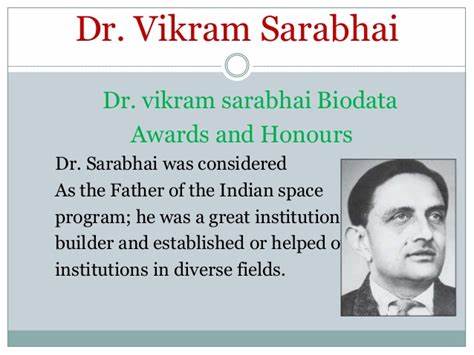 Dr. Vikram Sarabhai
Dr. vikram sarabhai Biodata
Awards and Honours
Dr. Sarabhai was considered
As the Father of the Indian space
program; he was a great institution
builder and established or helped o
institutions in diverse fields.